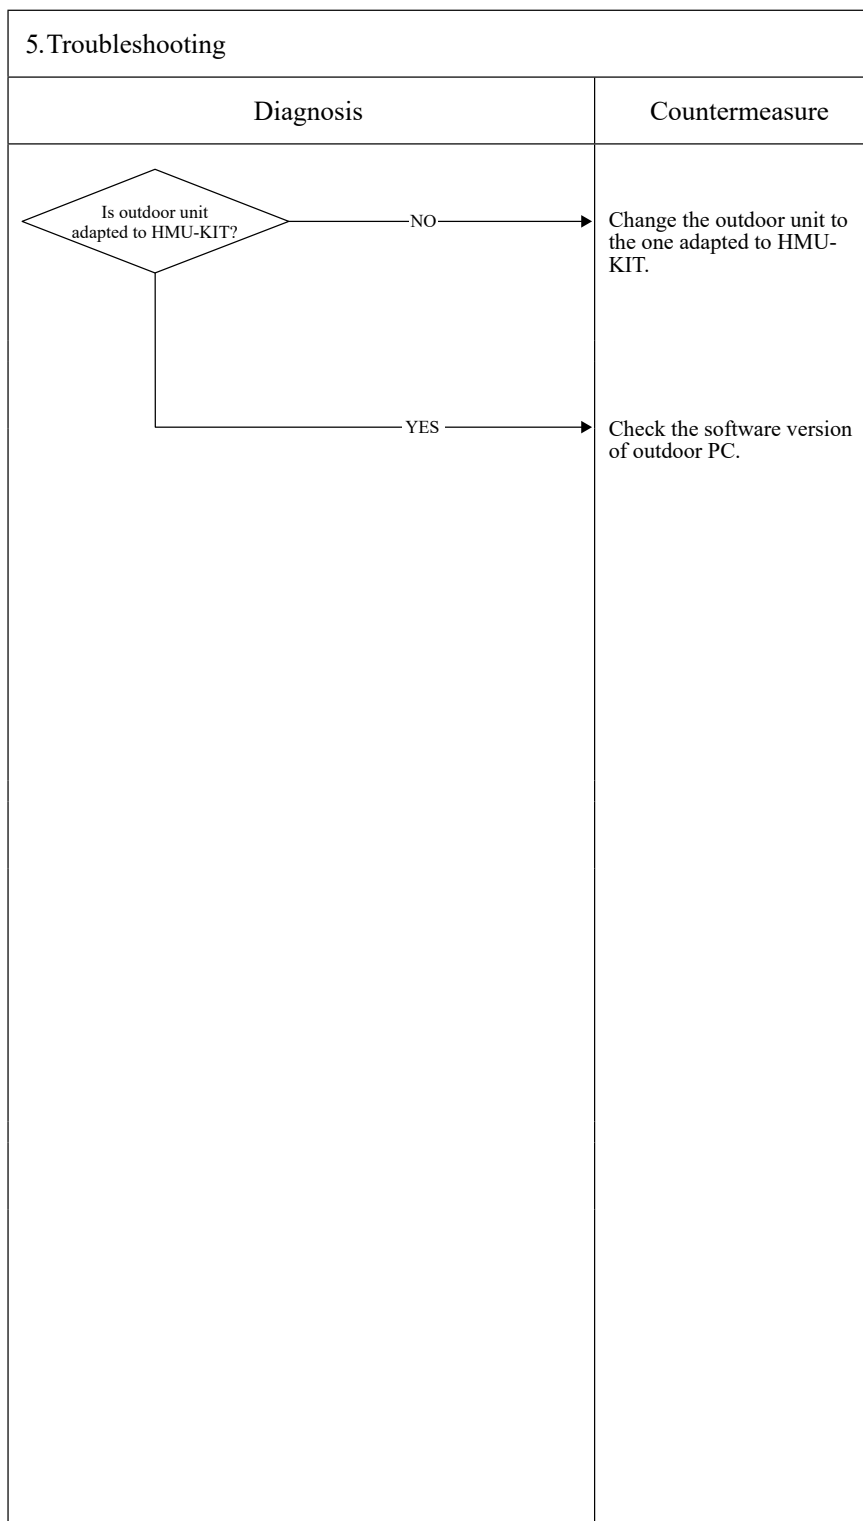 5.Troubleshooting
Diagnosis
Countermeasure
Is outdoor unit
adapted to HMU-KIT?
NO
Change the outdoor unit to
the one adapted to HMU-
KIT.
YES
Check the software version
of outdoor PC.